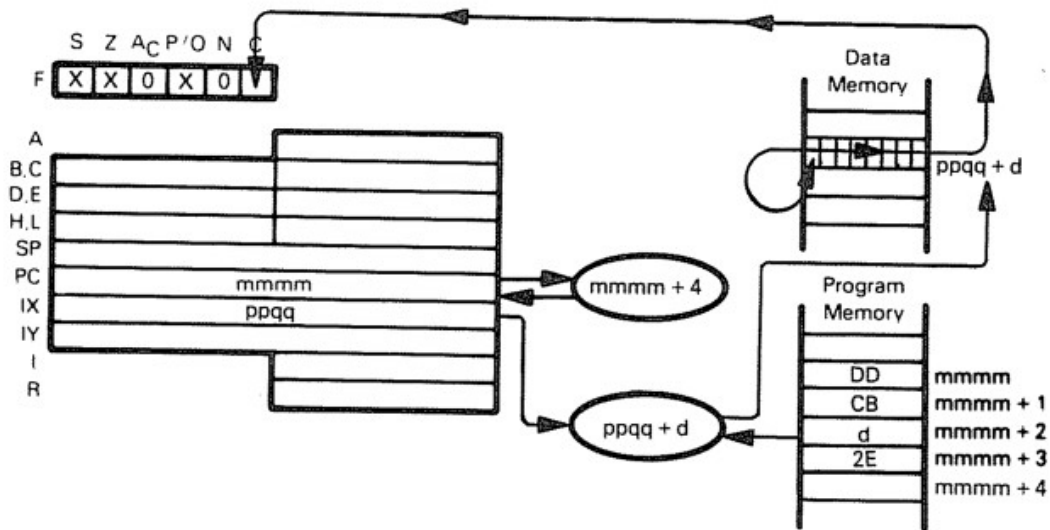 S Z AC P/O N C
F X X 0 X 0
Data
Memory
A
B,C
D,E
H,L
SP
PC mmmm
IX ppqq
IY
I
R
mmmm + 4
ppqq + d
ppqq + d
Program
Memory
DD mmmm
CB mmmm + 1
d mmmm + 2
2E mmmm + 3
mmmm + 4